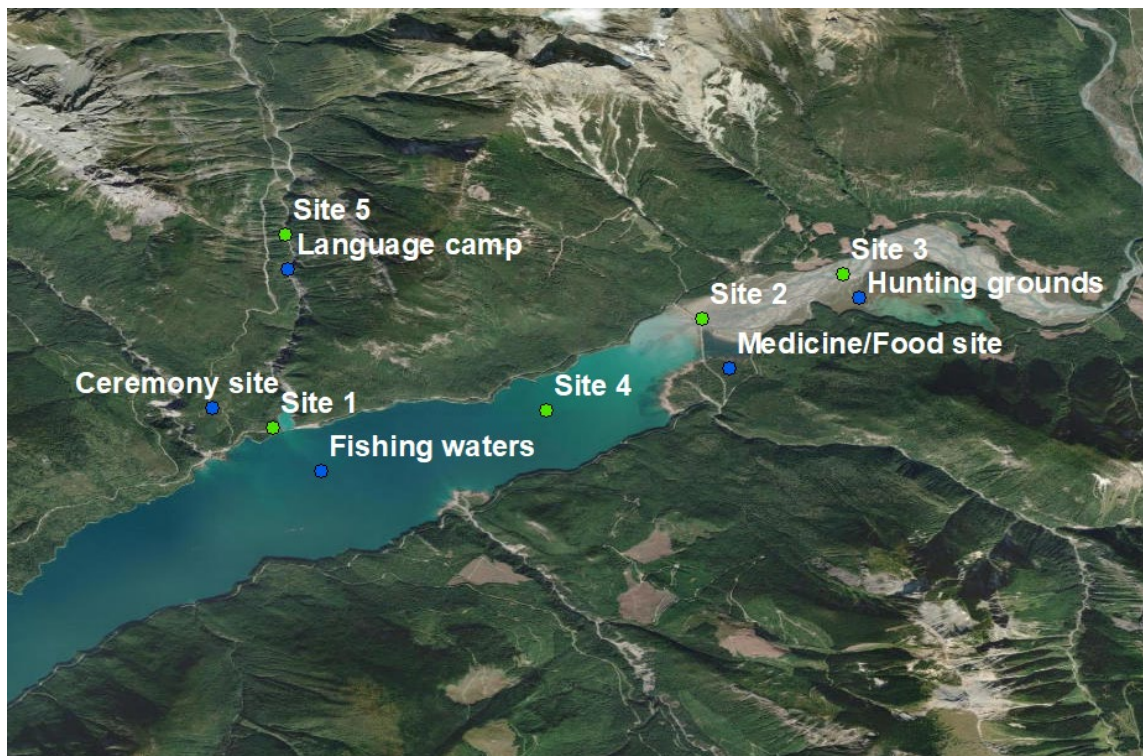 Site 5
Language camp
Site 3
Hunting grounds
Site 2
Medicine/Food site
Ceremony site
Site 4
Site 1
Fishing waters